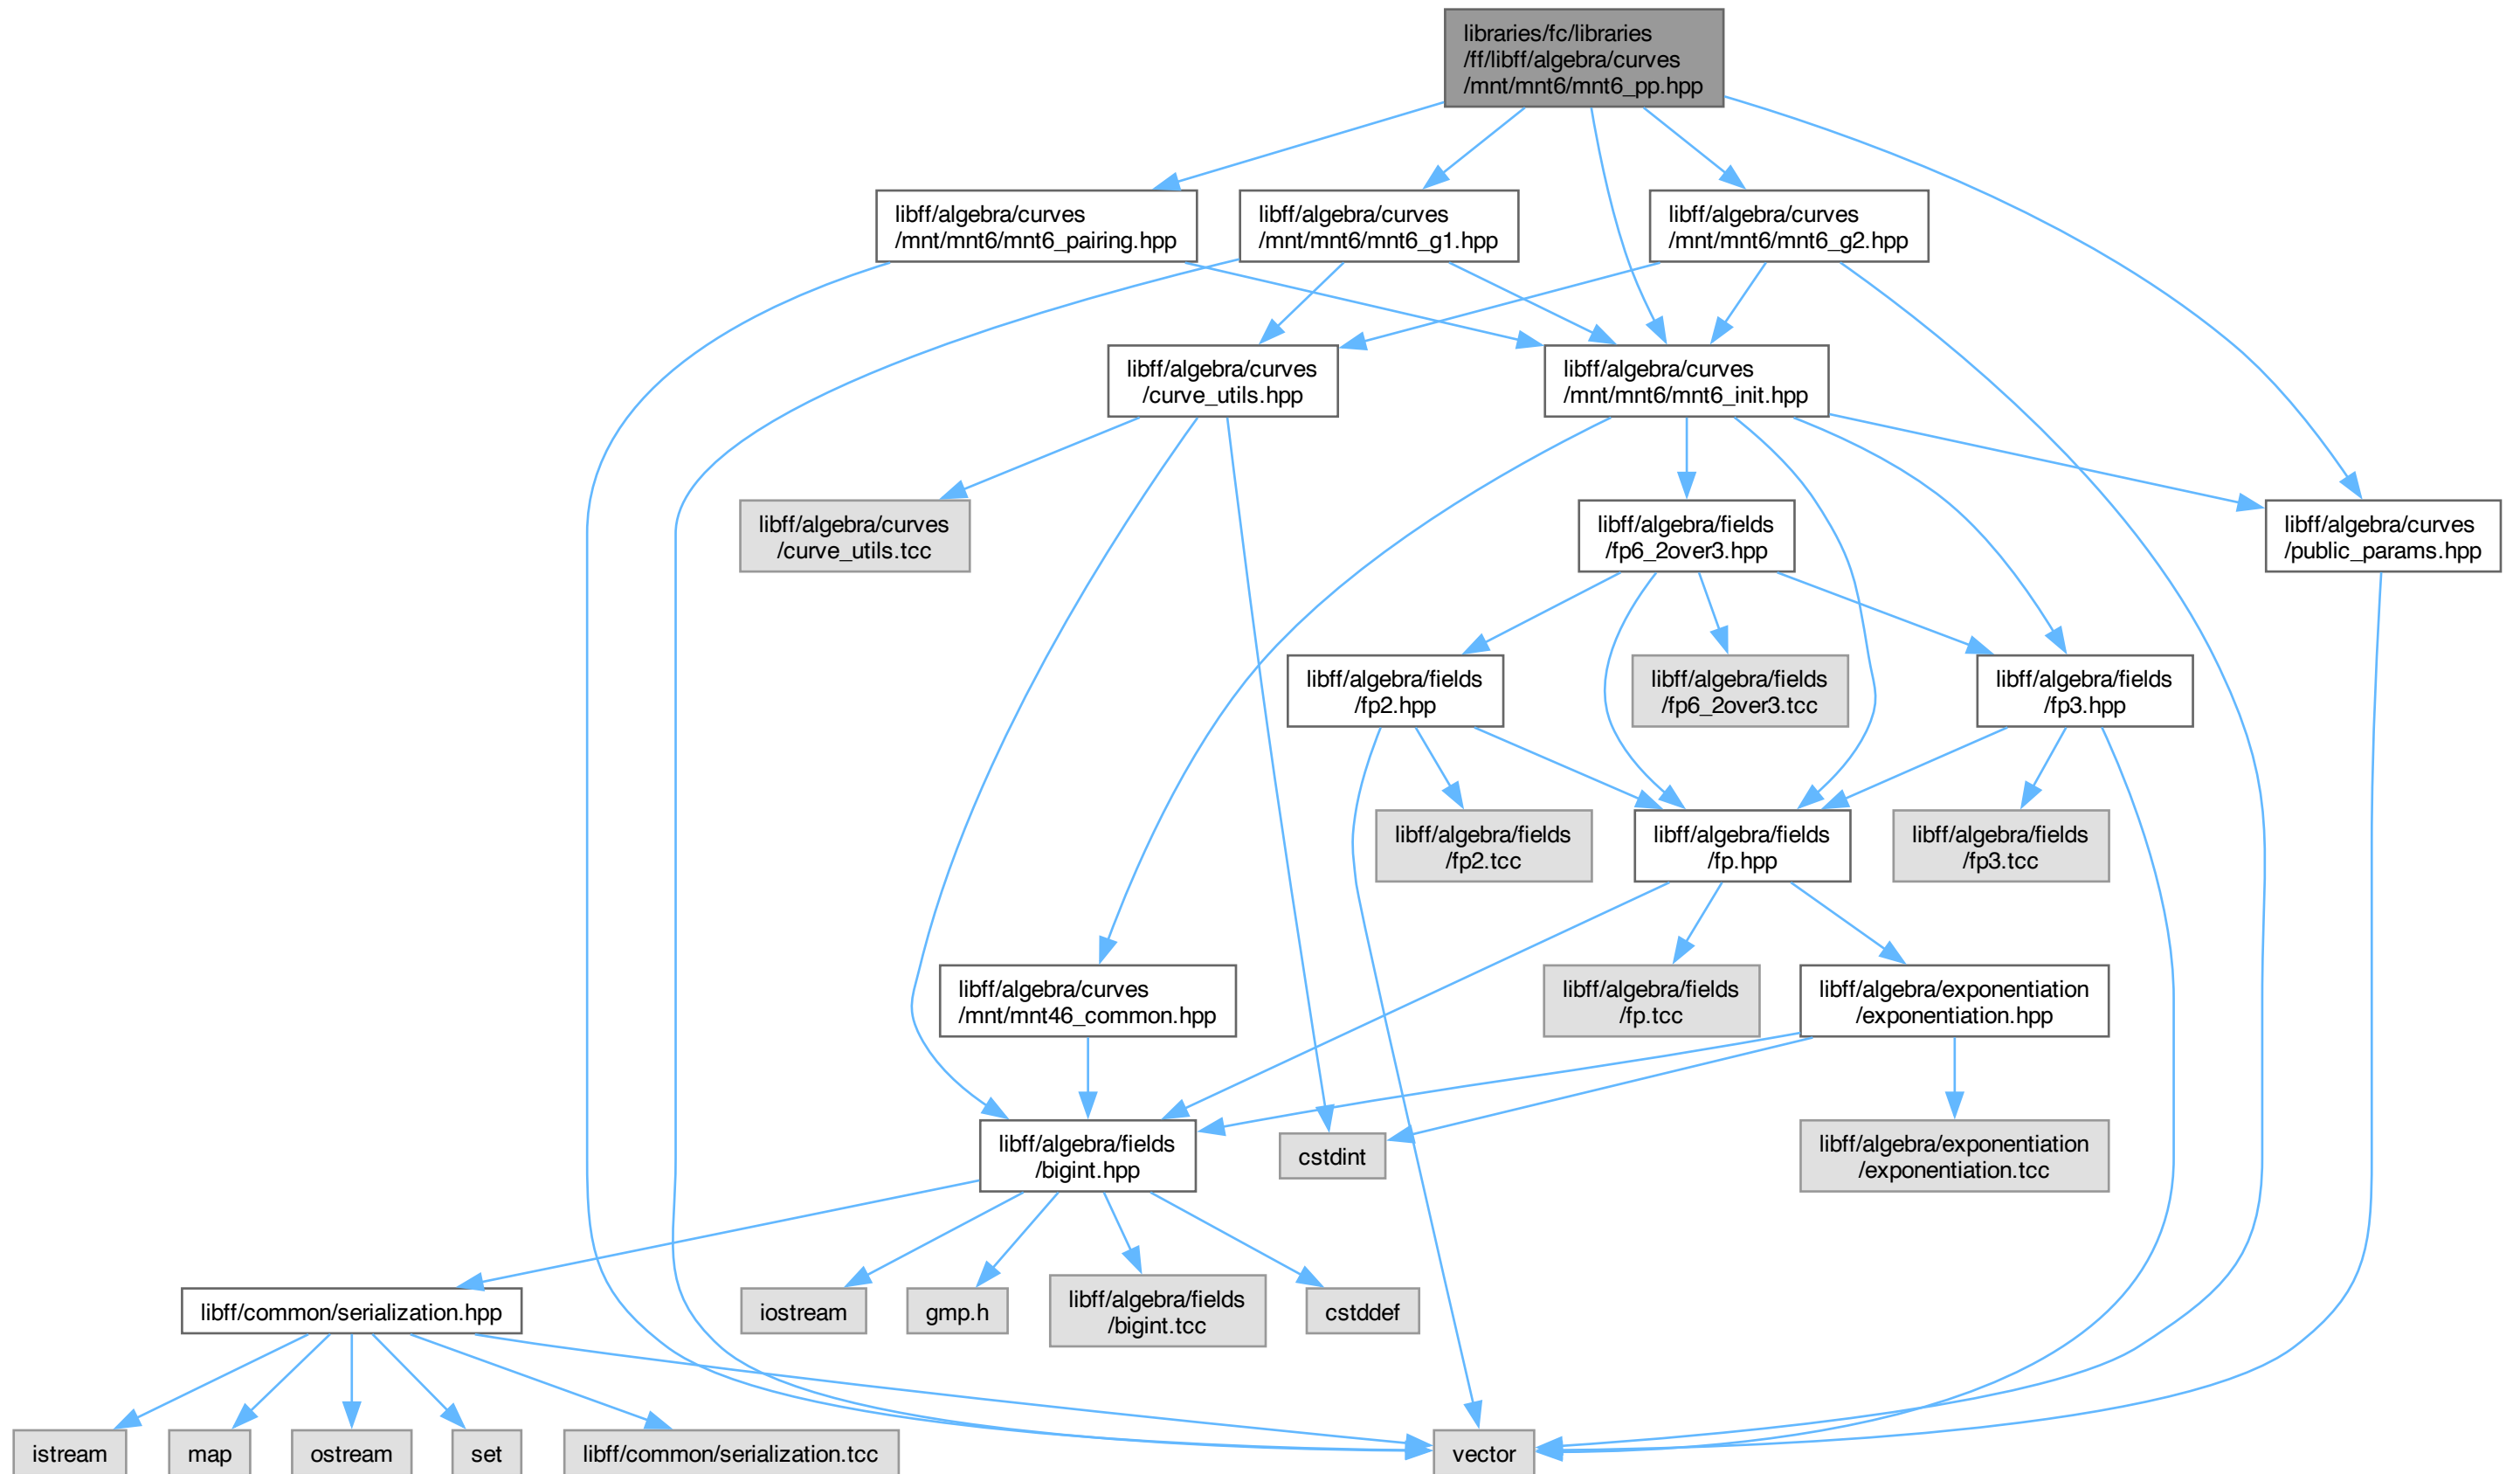 libraries/fc/libraries
/ff/libff/algebra/curves
/mnt/mnt6/mnt6_pp.hpp
libff/algebra/curves
/mnt/mnt6/mnt6_pairing.hpp
libff/algebra/curves
/mnt/mnt6/mnt6_g1.hpp
libff/algebra/curves
/mnt/mnt6/mnt6_g2.hpp
libff/algebra/curves
/curve_utils.hpp
libff/algebra/curves
/mnt/mnt6/mnt6_init.hpp
libff/algebra/curves
/curve_utils.tcc
libff/algebra/fields
/fp6_2over3.hpp
libff/algebra/curves
/public_params.hpp
libff/algebra/fields
/fp2.hpp
libff/algebra/fields
/fp6_2over3.tcc
libff/algebra/fields
/fp3.hpp
libff/algebra/fields
/fp2.tcc
libff/algebra/fields
/fp.hpp
libff/algebra/fields
/fp3.tcc
libff/algebra/curves
/mnt/mnt46_common.hpp
libff/algebra/fields
/fp.tcc
libff/algebra/exponentiation
/exponentiation.hpp
libff/algebra/fields
/bigint.hpp
cstdint
libff/algebra/exponentiation
/exponentiation.tcc
libff/common/serialization.hpp
iostream
gmp.h
libff/algebra/fields
/bigint.tcc
cstddef
istream
map
ostream
set
libff/common/serialization.tcc
vector